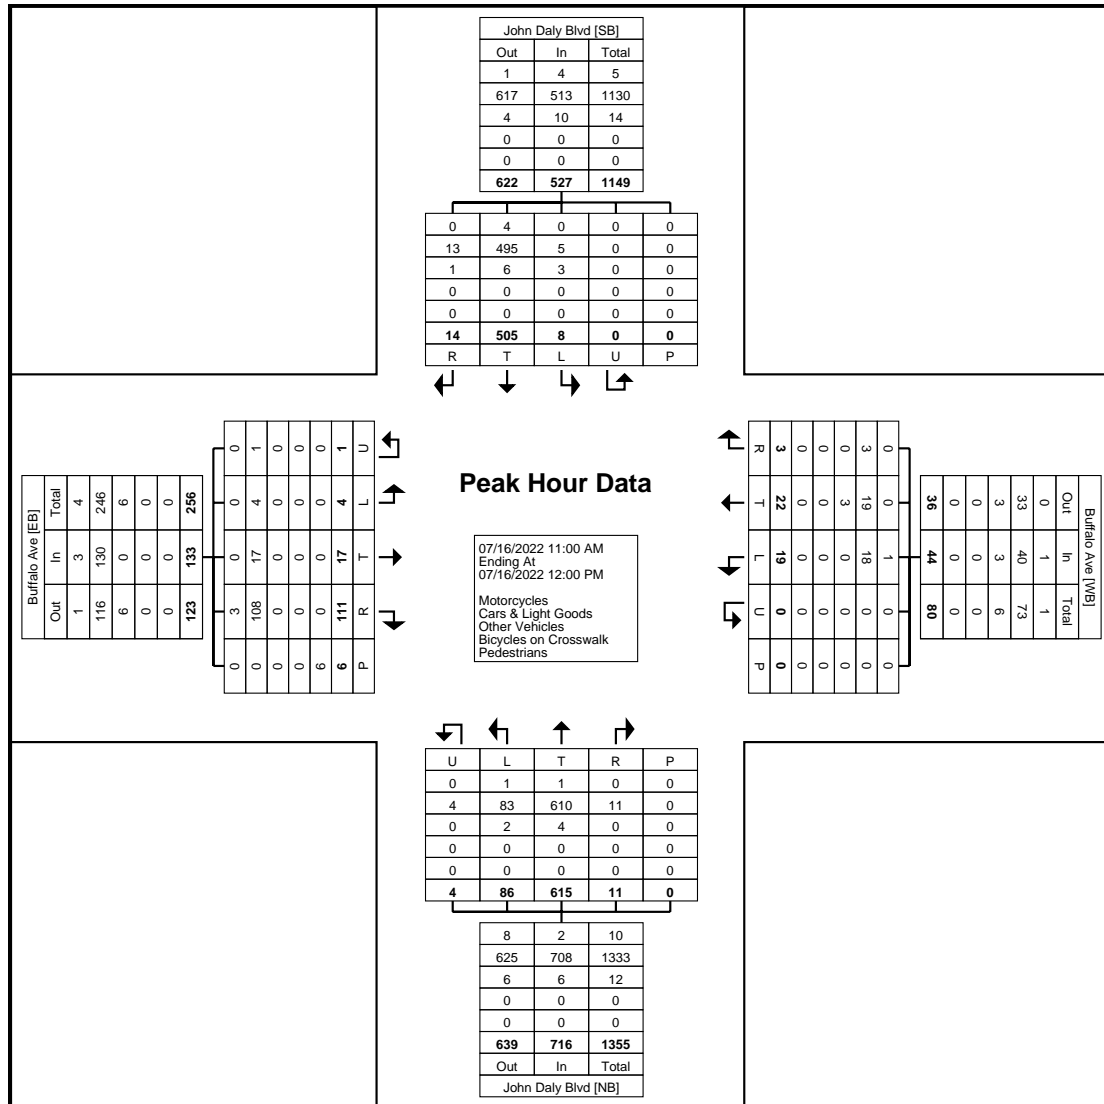 John Daly Blvd [SB]
Out In Total
1 4 5
617 513 1130
4 10 14
0 0 0
0 0 0
622 527 1149
0 4 0 0 0
13 495 5 0 0
1 6 3 0 0
0 0 0 0 0
0 0 0 0 0
14 505 8 0 0
R T L U P
Buffalo Ave [EB]
Total In Out
4 3 1
246 130 116
6 0 6
0 0 0
0 0 0
256 133 123
0 0 0 3 0
1 4 17 108 0
0 0 0 0 0
0 0 0 0 0
0 0 0 0 6
1 4 17 111 6
U L T R P
Peak Hour Data
07/16/2022 11:00 AM
Ending At
07/16/2022 12:00 PM
Motorcycles
Cars & Light Goods
Other Vehicles
Bicycles on Crosswalk
Pedestrians
R T L U P
3 22 19 0 0
0 0 0 0 0
0 0 0 0 0
0 3 0 0 0
3 19 18 0 0
0 0 1 0 0
Buffalo Ave [WB]
Out In Total
0 1 1
33 40 73
3 3 6
0 0 0
0 0 0
36 44 80
U L T R P
0 1 1 0 0
4 83 610 11 0
0 2 4 0 0
0 0 0 0 0
0 0 0 0 0
4 86 615 11 0
8 2 10
625 708 1333
6 6 12
0 0 0
0 0 0
639 716 1355
Out In Total
John Daly Blvd [NB]